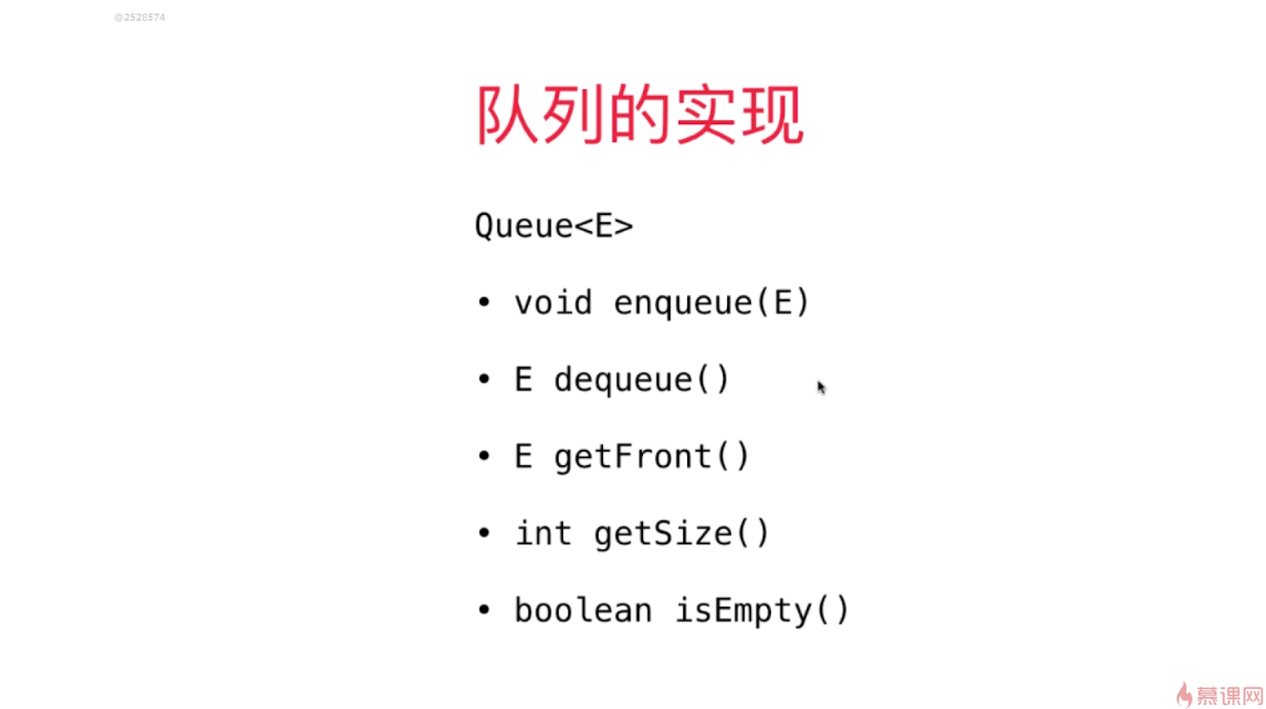 @2528574
队列的实现
Queue<E>
• void enqueue(E)
• E dequeue()
• E getFront()
• int getSize()
• boolean isEmpty()
慕课网